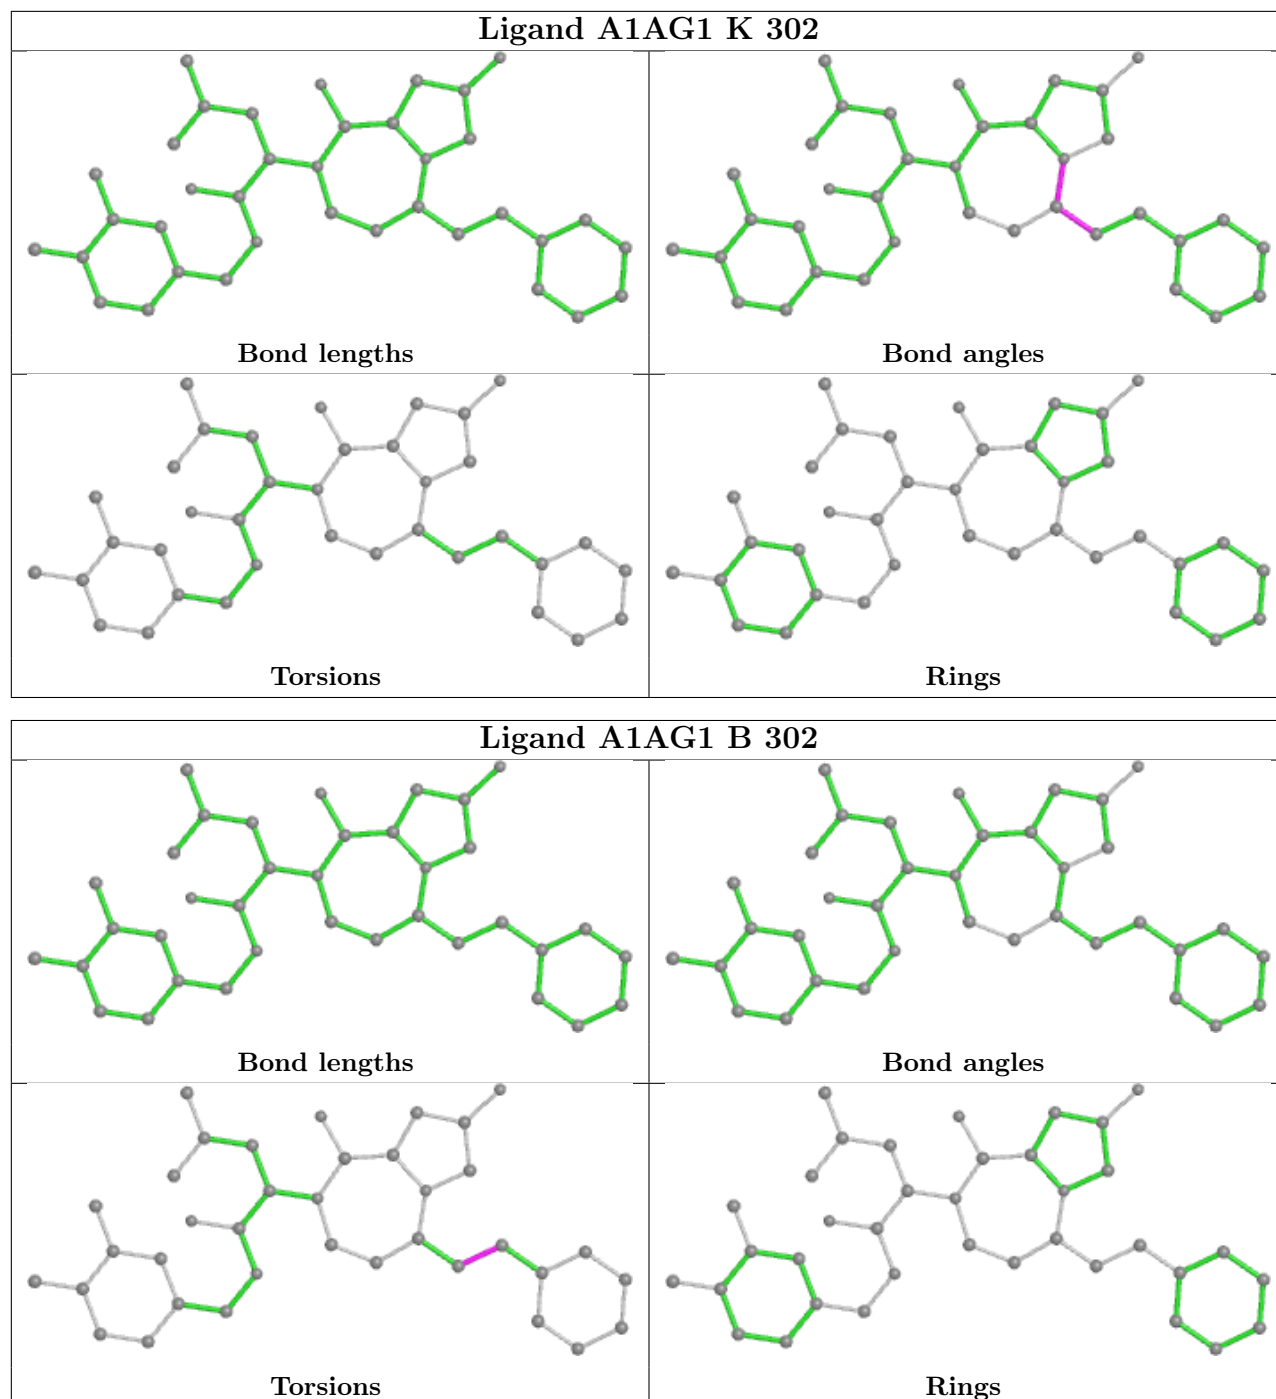 Ligand A1AG1 K 302
Bond lengths
Bond angles
Torsions
Rings
Ligand A1AG1 B 302
Bond lengths
Bond angles
Torsions
Rings